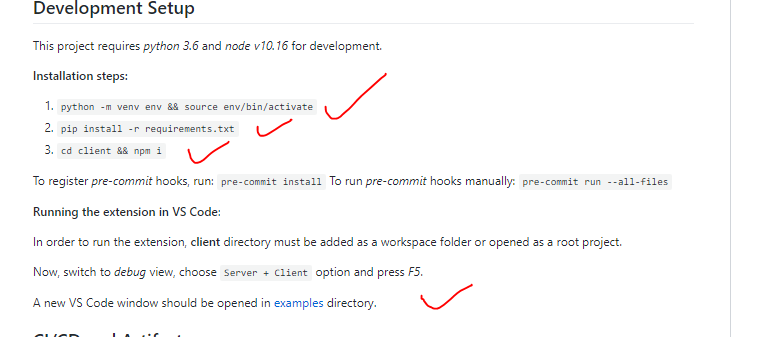 Development Setup
This project requires python 3.6 and node v10.16 for development.
Installation steps:
1. python -m venv env && source env/bin/activate
2. pip install -r requirements.txt
3. cd client && npm i
To register pre-commit hooks, run: pre-commit install To run pre-commit hooks manually: pre-commit run --all-files
Running the extension in VS Code:
In order to run the extension, client directory must be added as a workspace folder or opened as a root project.
Now, switch to debug view, choose Server + Client option and press F5.
A new VS Code window should be opened in examples directory.